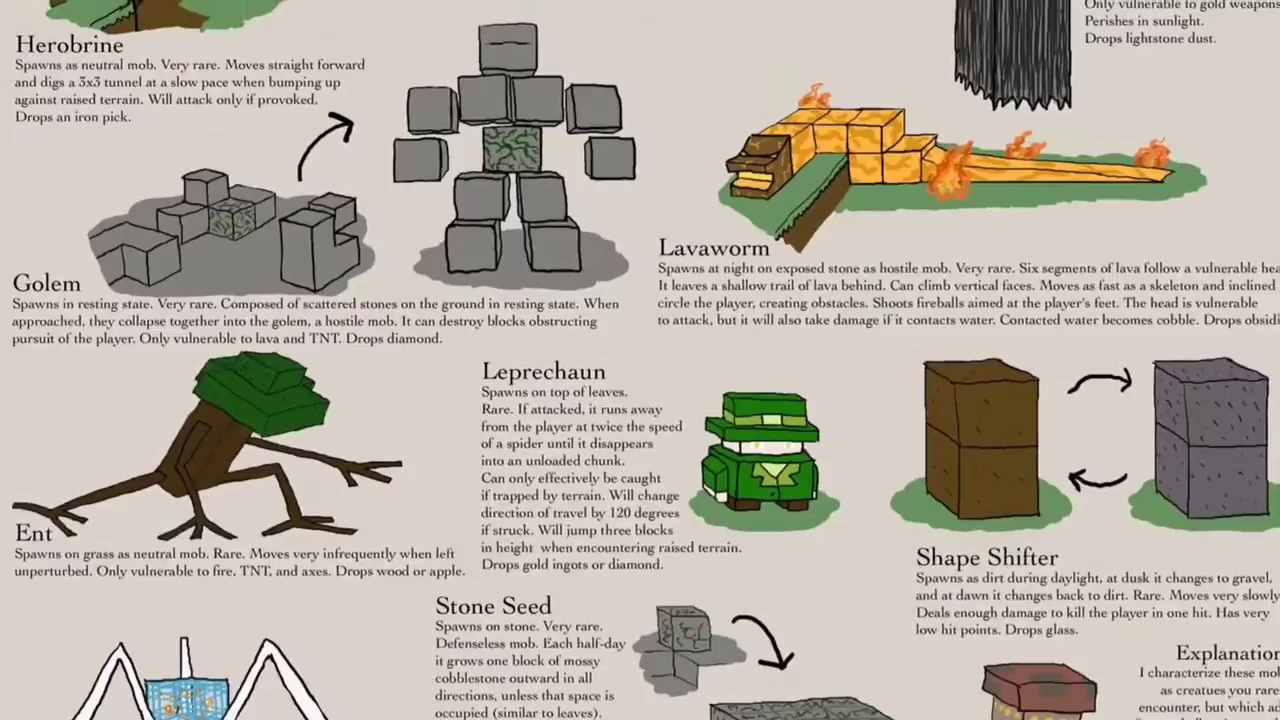 Only vulnerable to gold weapons
Perishes in sunlight.
Drops lightstone dust.
Herobrine
Spawns as neutral mob. Very rare. Moves straight forward
and digs a 3x3 tunnel at a slow pace when bumping up
against raised terrain. Will attack only if provoked.
Drops an iron pick.
Golem
Spawns in resting state. Very rare. Composed of scattered stones on the ground in resting state. When
approached, they collapse together into the golem, a hostile mob. It can destroy blocks obstructing
pursuit of the player. Only vulnerable to lava and TNT. Drops diamond.
Lavaworm
Spawns at night on exposed stone as hostile mob. Very rare. Six segments of lava follow a vulnerable hea
It leaves a shallow trail of lava behind. Can climb vertical faces. Moves as fast as a skeleton and inclined
circle the player, creating obstacles. Shoots fireballs aimed at the player's feet. The head is vulnerable
to attack, but it will also take damage if it contacts water. Contacted water becomes cobble. Drops obsidi
Ent
Spawns on grass as neutral mob. Rare. Moves very infrequently when left
unperturbed. Only vulnerable to fire, TNT, and axes. Drops wood or apple.
Leprechaun
Spawns on top of leaves.
Rare. If attacked, it runs away
from the player at twice the speed
of a spider until it disappears
into an unloaded chunk.
Can only effectively be caught
if trapped by terrain. Will change
direction of travel by 120 degrees
if struck. Will jump three blocks
in height when encountering raised terrain.
Drops gold ingots or diamond.
Shape Shifter
Spawns as dirt during daylight, at dusk it changes to gravel,
and at dawn it changes back to dirt. Rare. Moves very slowly
Deals enough damage to kill the player in one hit. Has very
low hit points. Drops glass.
Stone Seed
Spawns on stone. Very rare.
Defenseless mob. Each half-day
it grows one block of mossy
cobblestone outward in all
directions, unless that space is
occupied (similar to leaves).
Explanation
I characterize these mo
as creatues you rare
encounter, but which ad